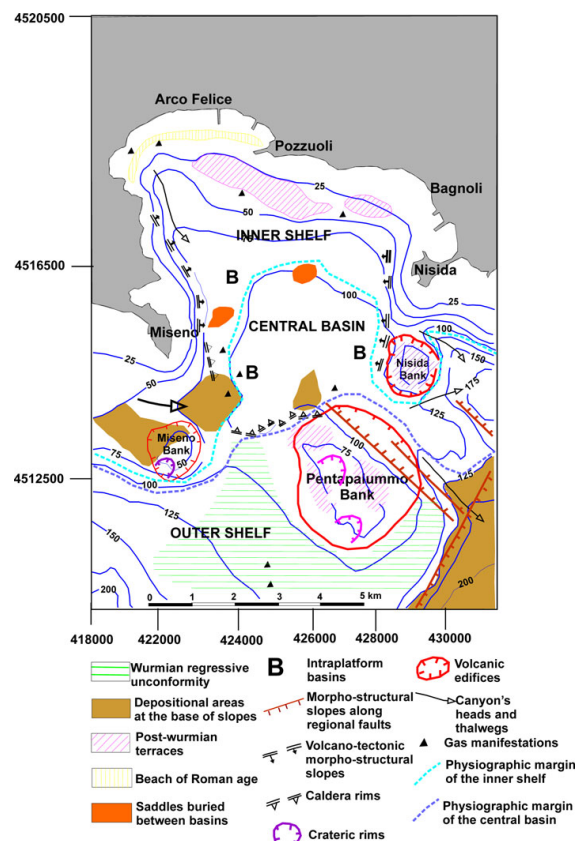 4520500
Arco Felice
Pozzuoli
Bagnoli
25
50
INNER SHELF
4516500
Nisida
B
100
25
Miseno
CENTRAL BASIN
B
100
150
25
Nisida
Bank
50
B
175
125
Miseno
Bank
100
75
50
75
100
Pentapalummo
Bank
125
4512500
125
OUTER SHELF
150
200
200
0 1 2 3 4 5 km
418000 422000 424000 426000 428000 430000
Wurmian regressive
unconformity
Depositional areas
at the base of slopes
Post-wurmian
terraces
Beach of Roman age
Saddles buried
between basins
B
Intraplatform
basins
Morpho-structural
slopes along
regional faults
Volcano-tectonic
morpho-structural
slopes
Caldera rims
Crateric rims
Volcanic
edifices
Canyon's
heads and
thalwegs
Gas manifestations
Physiographic margin
of the inner shelf
Physiographic margin
of the central basin